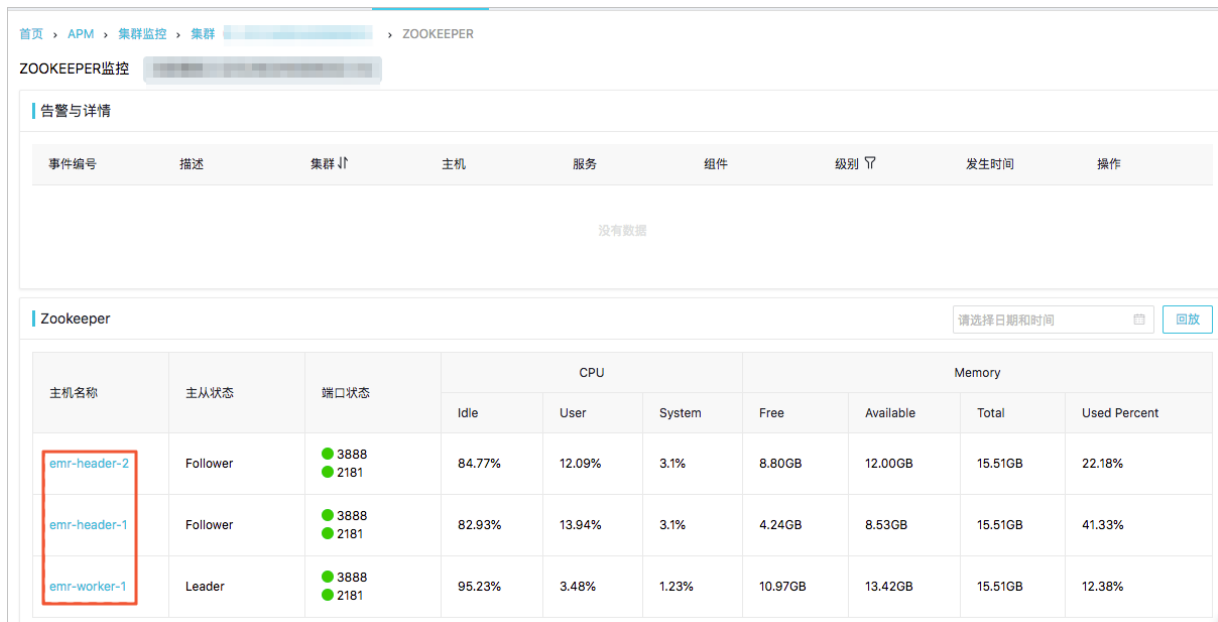 首页 › APM › 集群监控 › 集群 › ZOOKEEPER
ZOOKEEPER监控
告警与详情
事件编号 描述 集群 主机 服务 组件 级别 发生时间 操作
没有数据
Zookeeper 请选择日期和时间 回放
主机名称 主从状态 端口状态 CPU Memory
Idle User System Free Available Total Used Percent
emr-header-2 Follower 3888 2181 84.77% 12.09% 3.1% 8.80GB 12.00GB 15.51GB 22.18%
emr-header-1 Follower 3888 2181 82.93% 13.94% 3.1% 4.24GB 8.53GB 15.51GB 41.33%
emr-worker-1 Leader 3888 2181 95.23% 3.48% 1.23% 10.97GB 13.42GB 15.51GB 12.38%